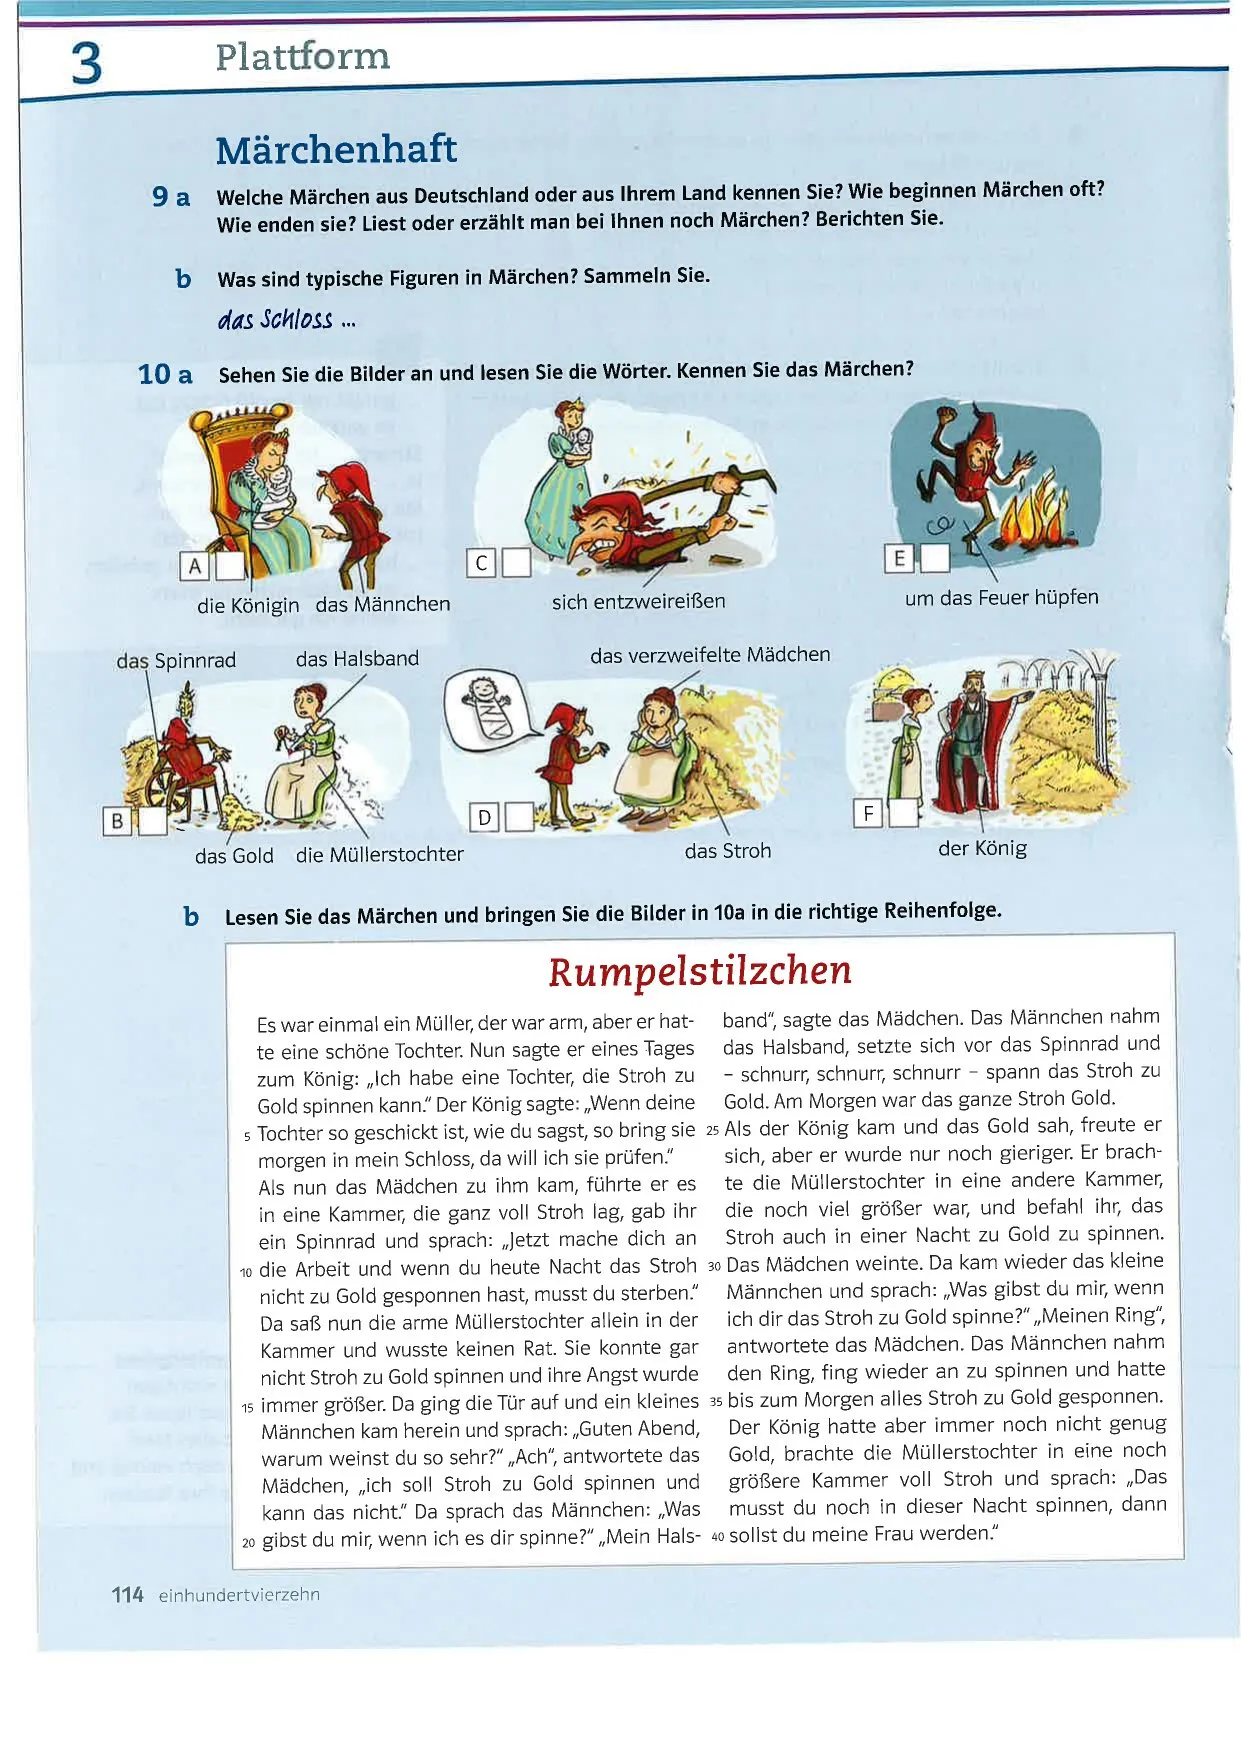 3
Plattform
Märchenhaft
9 a Welche Märchen aus Deutschland oder aus Ihrem Land kennen Sie? Wie beginnen Märchen oft?
Wie enden sie? Liest oder erzählt man bei Ihnen noch Märchen? Berichten Sie.
b Was sind typische Figuren in Märchen? Sammeln Sie.
das Schloss ...
10 a Sehen Sie die Bilder an und lesen Sie die Wörter. Kennen Sie das Märchen?
A
C
E
die Königin das Männchen
sich entzweireißen
um das Feuer hüpfen
das Spinnrad
das Halsband
das verzweifelte Mädchen
B
D
F
das Gold die Müllerstochter
das Stroh
der König
b Lesen Sie das Märchen und bringen Sie die Bilder in 10a in die richtige Reihenfolge.
Rumpelstilzchen
Es war einmal ein Müller, der war arm, aber er hat-
te eine schöne Tochter. Nun sagte er eines Tages
zum König: „Ich habe eine Tochter, die Stroh zu
Gold spinnen kann.“ Der König sagte: „Wenn deine
5 Tochter so geschickt ist, wie du sagst, so bring sie
morgen in mein Schloss, da will ich sie prüfen.“
Als nun das Mädchen zu ihm kam, führte er es
in eine Kammer, die ganz voll Stroh lag, gab ihr
ein Spinnrad und sprach: „Jetzt mache dich an
10 die Arbeit und wenn du heute Nacht das Stroh
nicht zu Gold gesponnen hast, musst du sterben.“
Da saß nun die arme Müllerstochter allein in der
Kammer und wusste keinen Rat. Sie konnte gar
nicht Stroh zu Gold spinnen und ihre Angst wurde
15 immer größer. Da ging die Tür auf und ein kleines
Männchen kam herein und sprach: „Guten Abend,
warum weinst du so sehr?“ „Ach“, antwortete das
Mädchen, „ich soll Stroh zu Gold spinnen und
kann das nicht.“ Da sprach das Männchen: „Was
20 gibst du mir, wenn ich es dir spinne?“ „Mein Hals-
band“, sagte das Mädchen. Das Männchen nahm
das Halsband, setzte sich vor das Spinnrad und
– schnurr, schnurr, schnurr – spann das Stroh zu
Gold. Am Morgen war das ganze Stroh Gold.
25 Als der König kam und das Gold sah, freute er
sich, aber er wurde nur noch gieriger. Er brach-
te die Müllerstochter in eine andere Kammer,
die noch viel größer war, und befahl ihr, das
Stroh auch in einer Nacht zu Gold zu spinnen.
30 Das Mädchen weinte. Da kam wieder das kleine
Männchen und sprach: „Was gibst du mir, wenn
ich dir das Stroh zu Gold spinne?“ „Meinen Ring“,
antwortete das Mädchen. Das Männchen nahm
den Ring, fing wieder an zu spinnen und hatte
35 bis zum Morgen alles Stroh zu Gold gesponnen.
Der König hatte aber immer noch nicht genug
Gold, brachte die Müllerstochter in eine noch
größere Kammer voll Stroh und sprach: „Das
musst du noch in dieser Nacht spinnen, dann
40 sollst du meine Frau werden.“
114 einhundertvierzehn